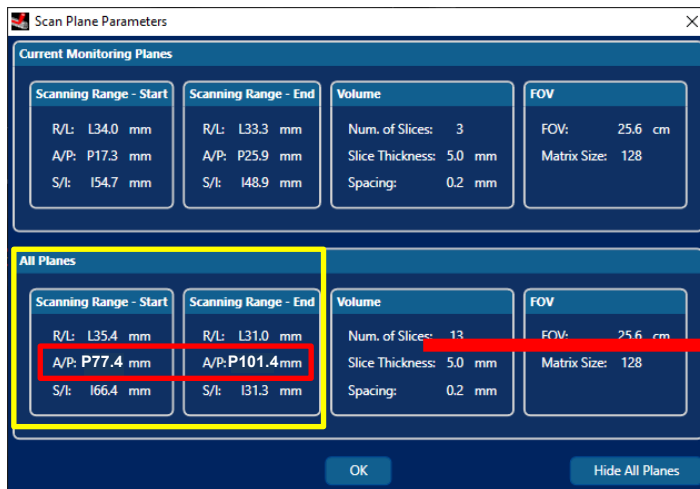 Scan Plane Parameters
Current Monitoring Planes
Scanning Range - Start Scanning Range - End Volume FOV
R/L: L34.0 mm R/L: L33.3 mm Num. of Slices: 3 FOV: 25.6 cm
A/P: P17.3 mm A/P: P25.9 mm Slice Thickness: 5.0 mm Matrix Size: 128
S/I: I54.7 mm S/I: I48.9 mm Spacing: 0.2 mm
All Planes
Scanning Range - Start Scanning Range - End Volume FOV
R/L: L35.4 mm R/L: L31.0 mm Num. of Slices: 13 FOV: 25.6 cm
A/P: P77.4 mm A/P: P101.4 mm Slice Thickness: 5.0 mm Matrix Size: 128
S/I: I66.4 mm S/I: I31.3 mm Spacing: 0.2 mm
OK Hide All Planes